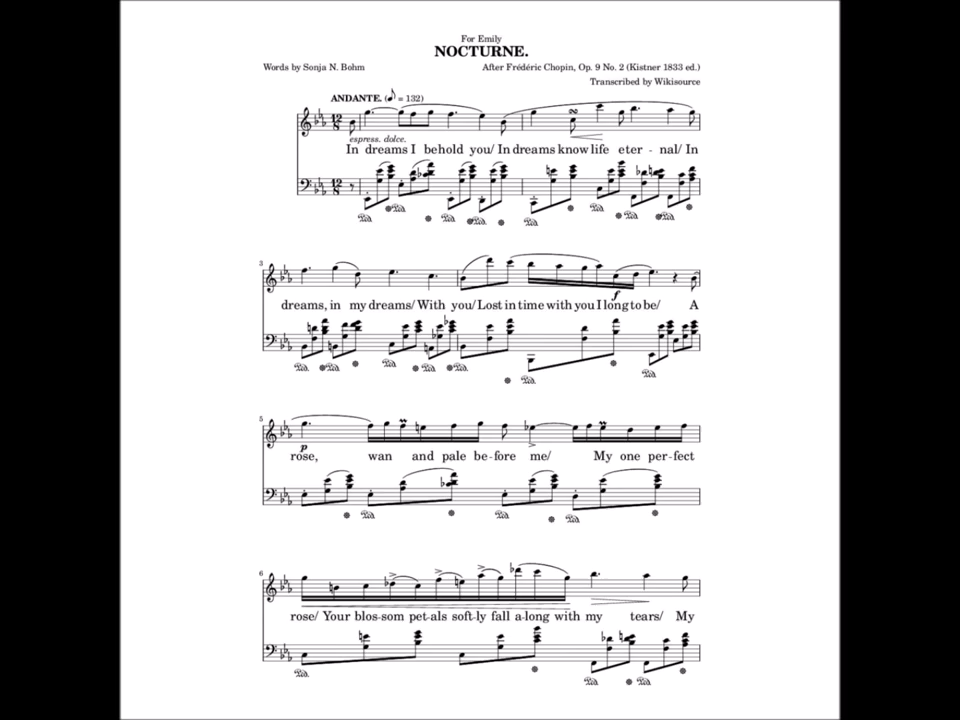 For Emily
NOCTURNE.
Words by Sonja N. Bohm
After Frédéric Chopin, Op. 9 No. 2 (Kistner 1833 ed.)
Transcribed by Wikisource
ANDANTE. (♪ = 132)
espress. dolce.
In dreams I behold you/ In dreams know life eter - nal/ In
3
f
dreams, in my dreams/ With you/ Lost in time with you I long to be/ A
5
p
rose, wan and pale be-fore me/ My one per-fect
6
rose/ Your blos-som pet-als soft-ly fall a-long with my tears/ My